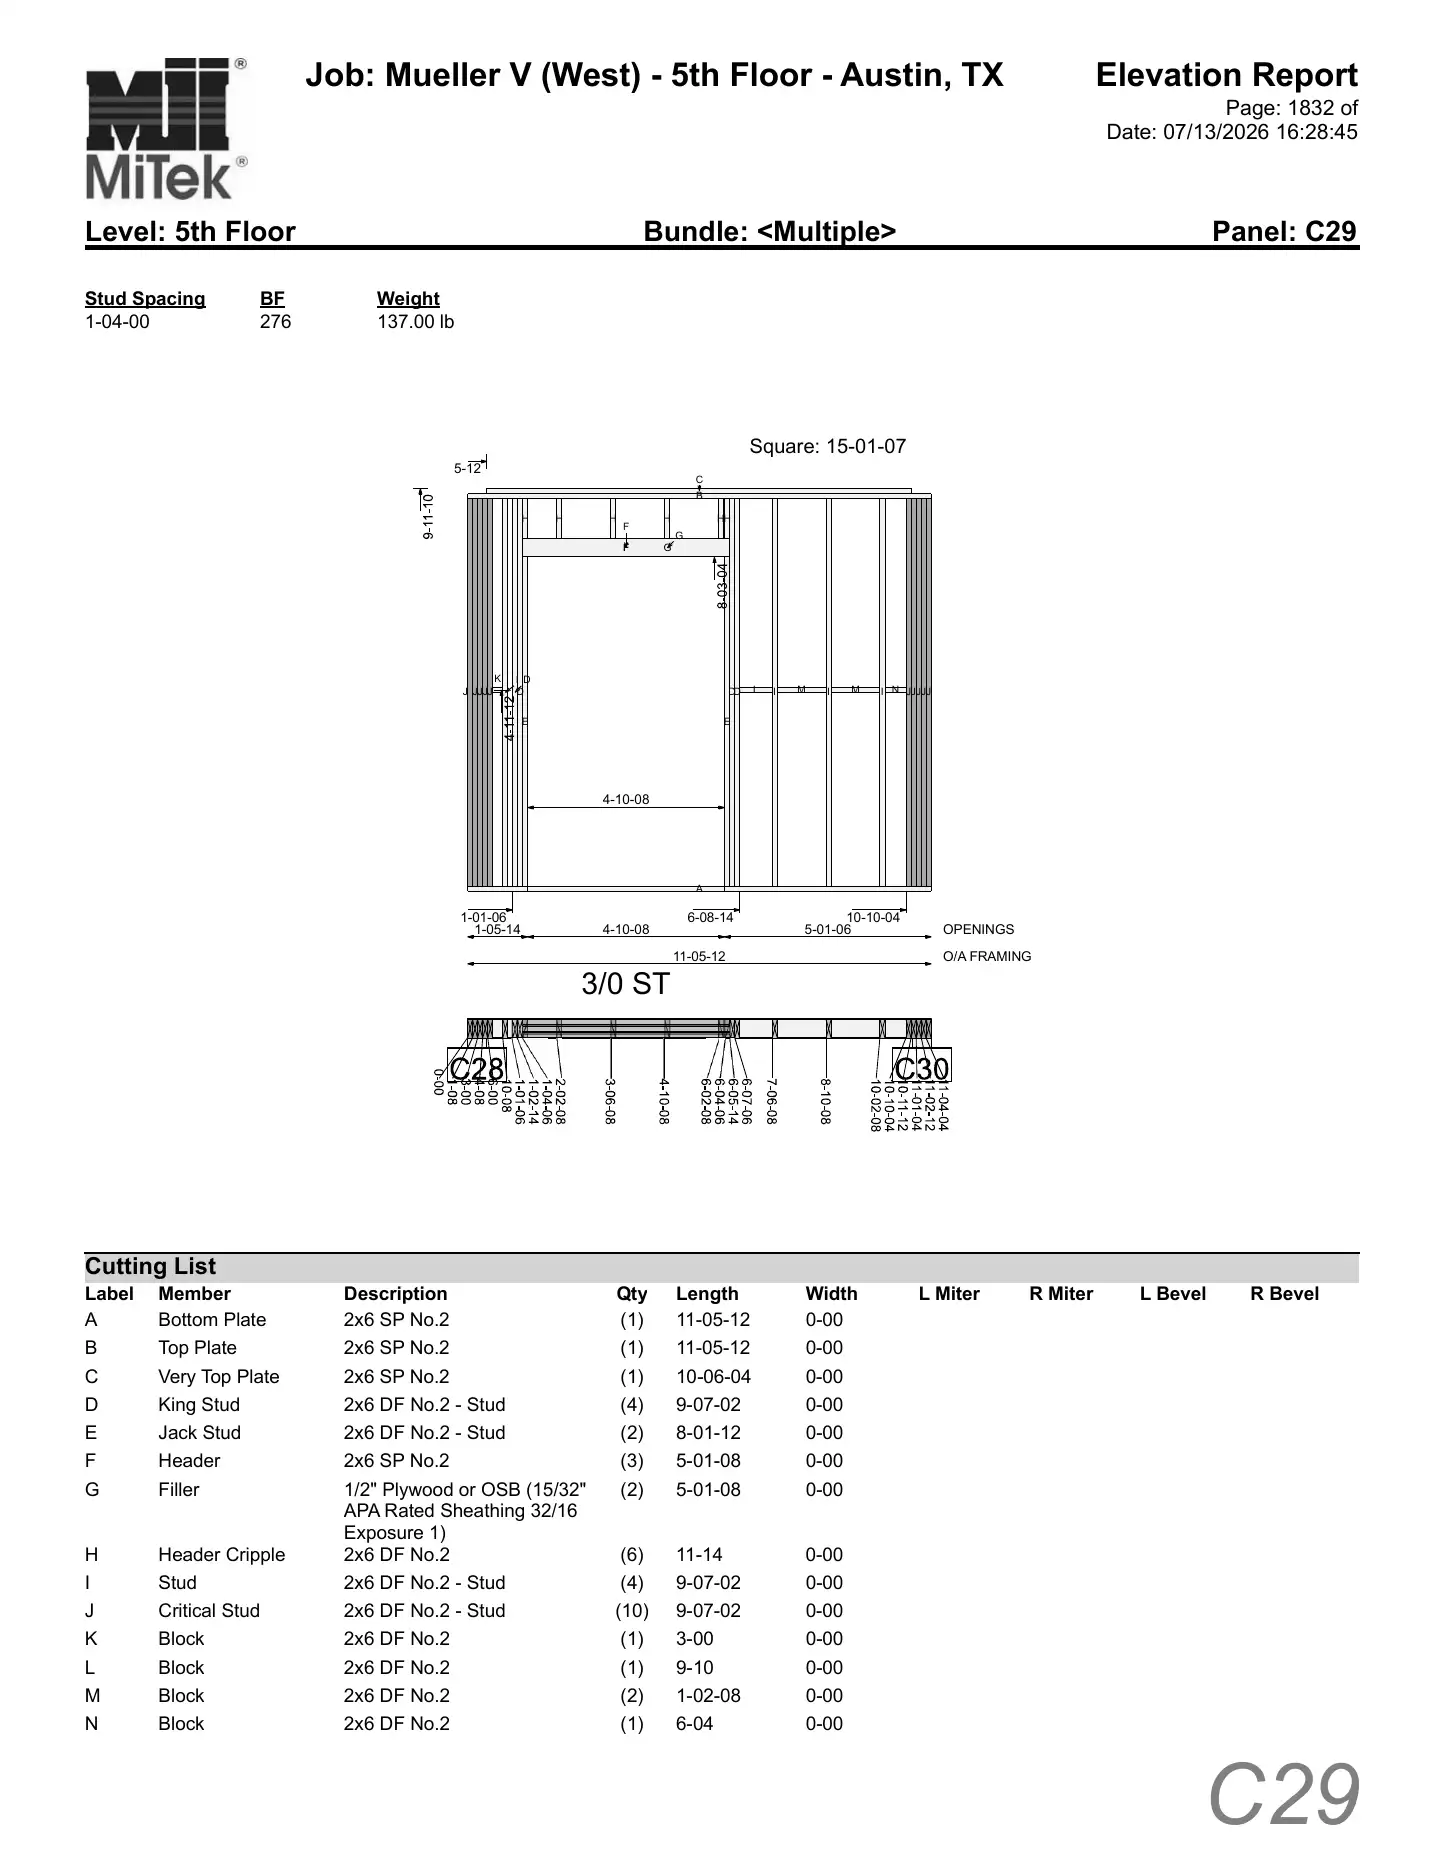 Job: Mueller V (West) - 5th Floor - Austin, TX
Elevation Report
Page: 1832 of
Date: 07/13/2026 16:28:45
MiTek®
Level: 5th Floor Bundle: <Multiple> Panel: C29
Stud Spacing BF Weight
1-04-00 276 137.00 lb
Square: 15-01-07
5-12
C
B
9-11-10
F
G
F G
8-03-04
K D
J J J J J I M I M I N J J J J J
4-11-12
E E
4-10-08
A
1-01-06 6-08-14 10-10-04
1-05-14 4-10-08 5-01-06 OPENINGS
11-05-12 O/A FRAMING
3/0 ST
C28 C30
0-00 1-08 3-00 4-08 6-00 10-08 1-01-06 1-02-14 1-04-06 2-02-08 3-06-08 4-10-08 6-02-08 6-04-06 6-05-14 6-07-06 7-06-08 8-10-08 10-02-08 10-10-04 10-11-12 11-01-04 11-02-12 11-04-04
Cutting List
Label Member Description Qty Length Width L Miter R Miter L Bevel R Bevel
A Bottom Plate 2x6 SP No.2 (1) 11-05-12 0-00
B Top Plate 2x6 SP No.2 (1) 11-05-12 0-00
C Very Top Plate 2x6 SP No.2 (1) 10-06-04 0-00
D King Stud 2x6 DF No.2 - Stud (4) 9-07-02 0-00
E Jack Stud 2x6 DF No.2 - Stud (2) 8-01-12 0-00
F Header 2x6 SP No.2 (3) 5-01-08 0-00
G Filler 1/2" Plywood or OSB (15/32" (2) 5-01-08 0-00
APA Rated Sheathing 32/16
Exposure 1)
H Header Cripple 2x6 DF No.2 (6) 11-14 0-00
I Stud 2x6 DF No.2 - Stud (4) 9-07-02 0-00
J Critical Stud 2x6 DF No.2 - Stud (10) 9-07-02 0-00
K Block 2x6 DF No.2 (1) 3-00 0-00
L Block 2x6 DF No.2 (1) 9-10 0-00
M Block 2x6 DF No.2 (2) 1-02-08 0-00
N Block 2x6 DF No.2 (1) 6-04 0-00
C29